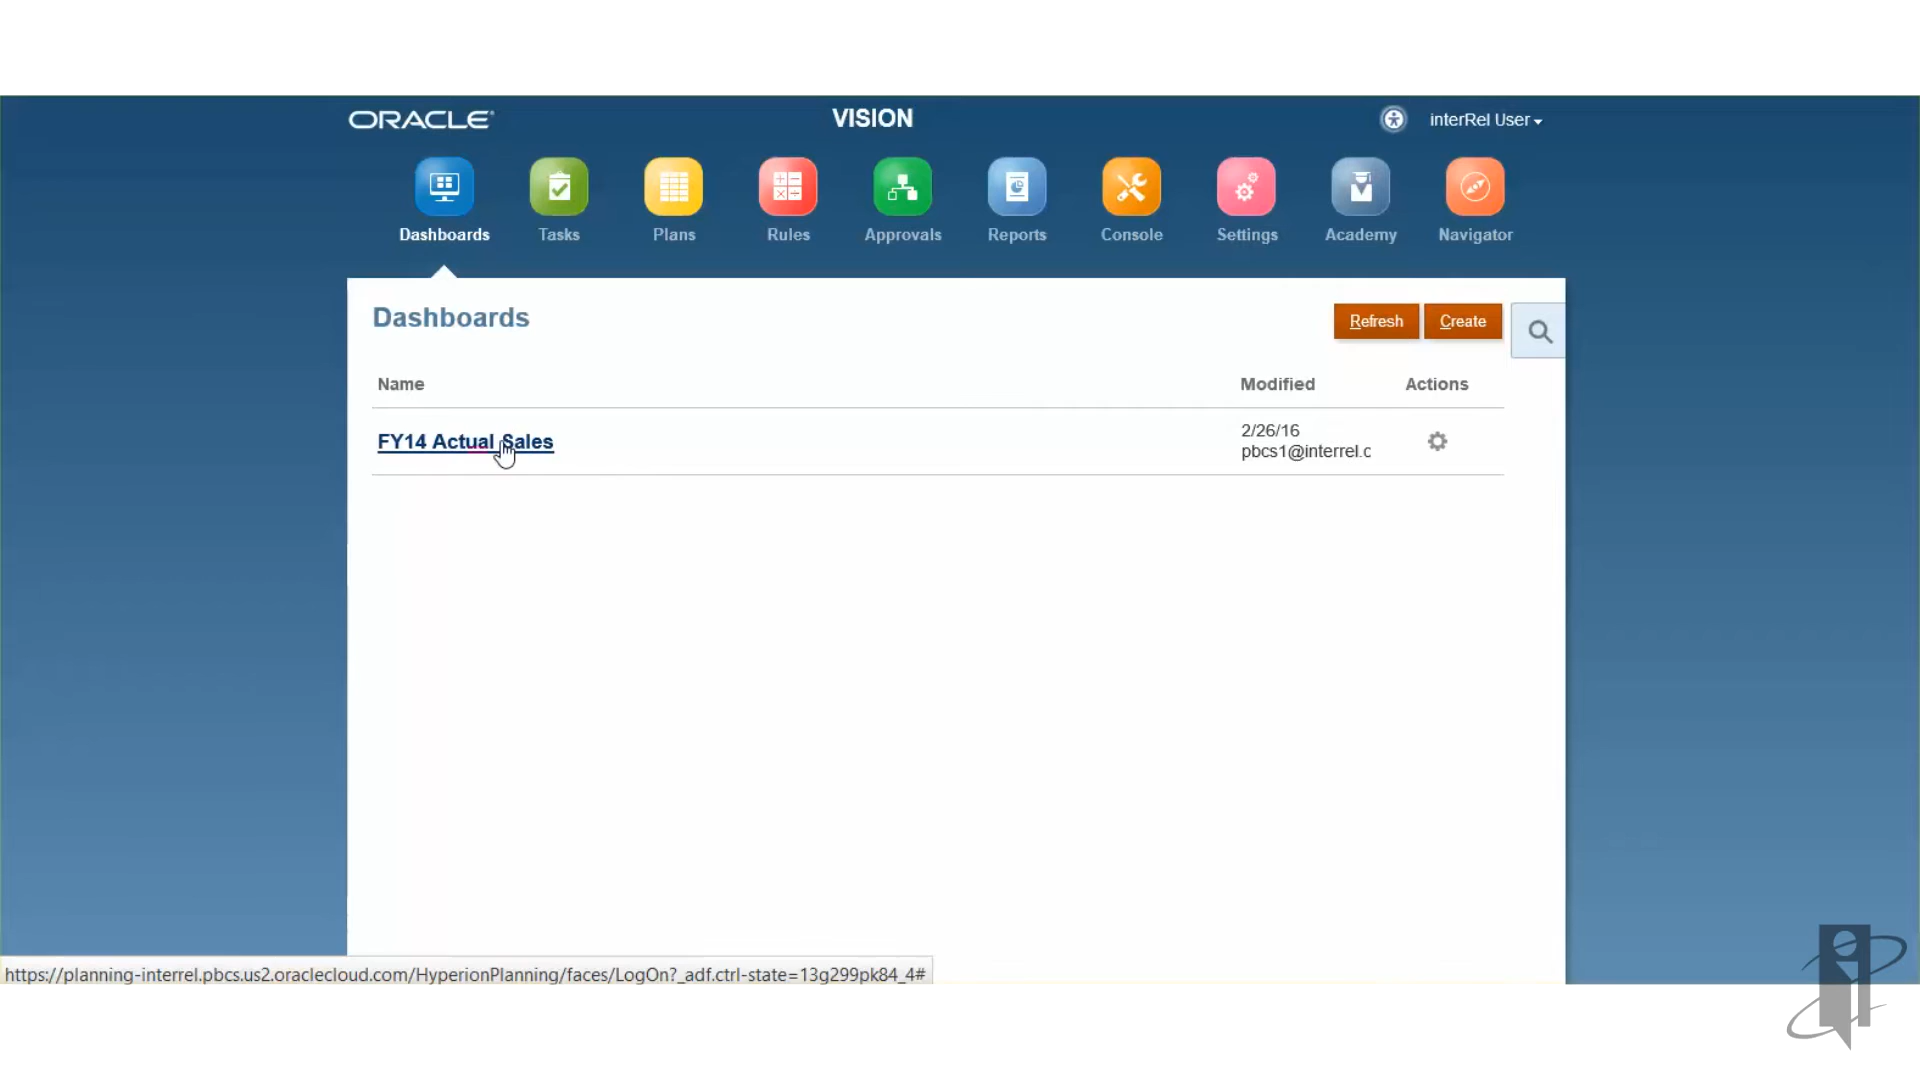 ORACLE
VISION
interRel User
Dashboards
Tasks
Plans
Rules
Approvals
Reports
Console
Settings
Academy
Navigator
Dashboards
Refresh
Create
Name
Modified
Actions
FY14 Actual Sales
2/26/16
pbcs1@interrel.c
https://planning-interrel.pbcs.us2.oraclecloud.com/HyperionPlanning/faces/LogOn?_adf.ctrl-state=13g299pk84_4#